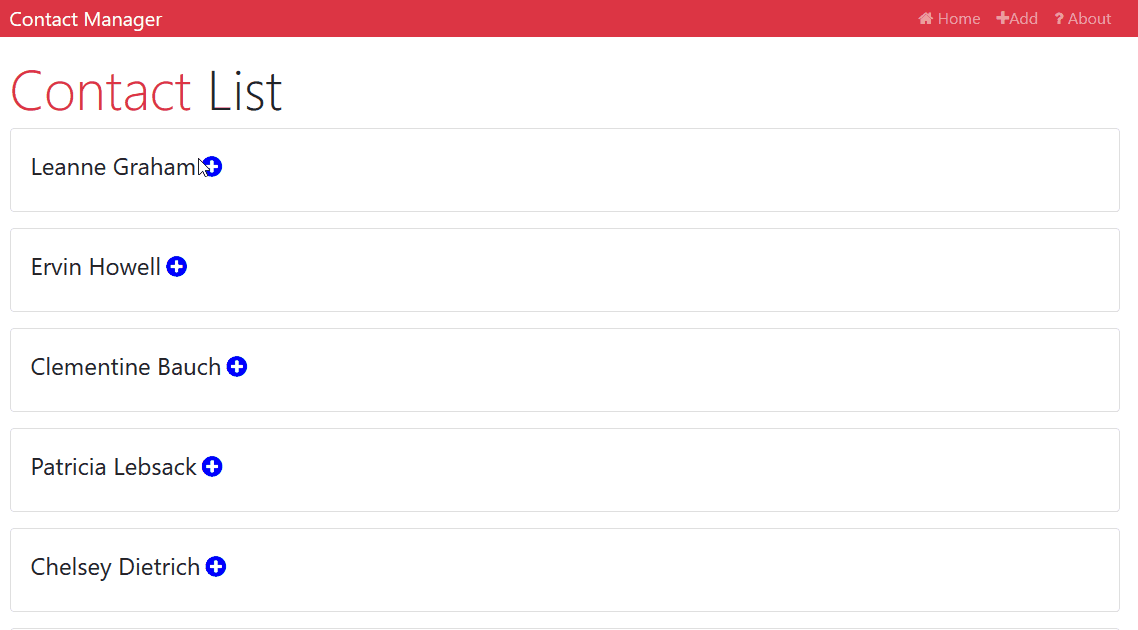 Contact Manager
Home Add ? About
Contact List
Leanne Graham
Ervin Howell
Clementine Bauch
Patricia Lebsack
Chelsey Dietrich